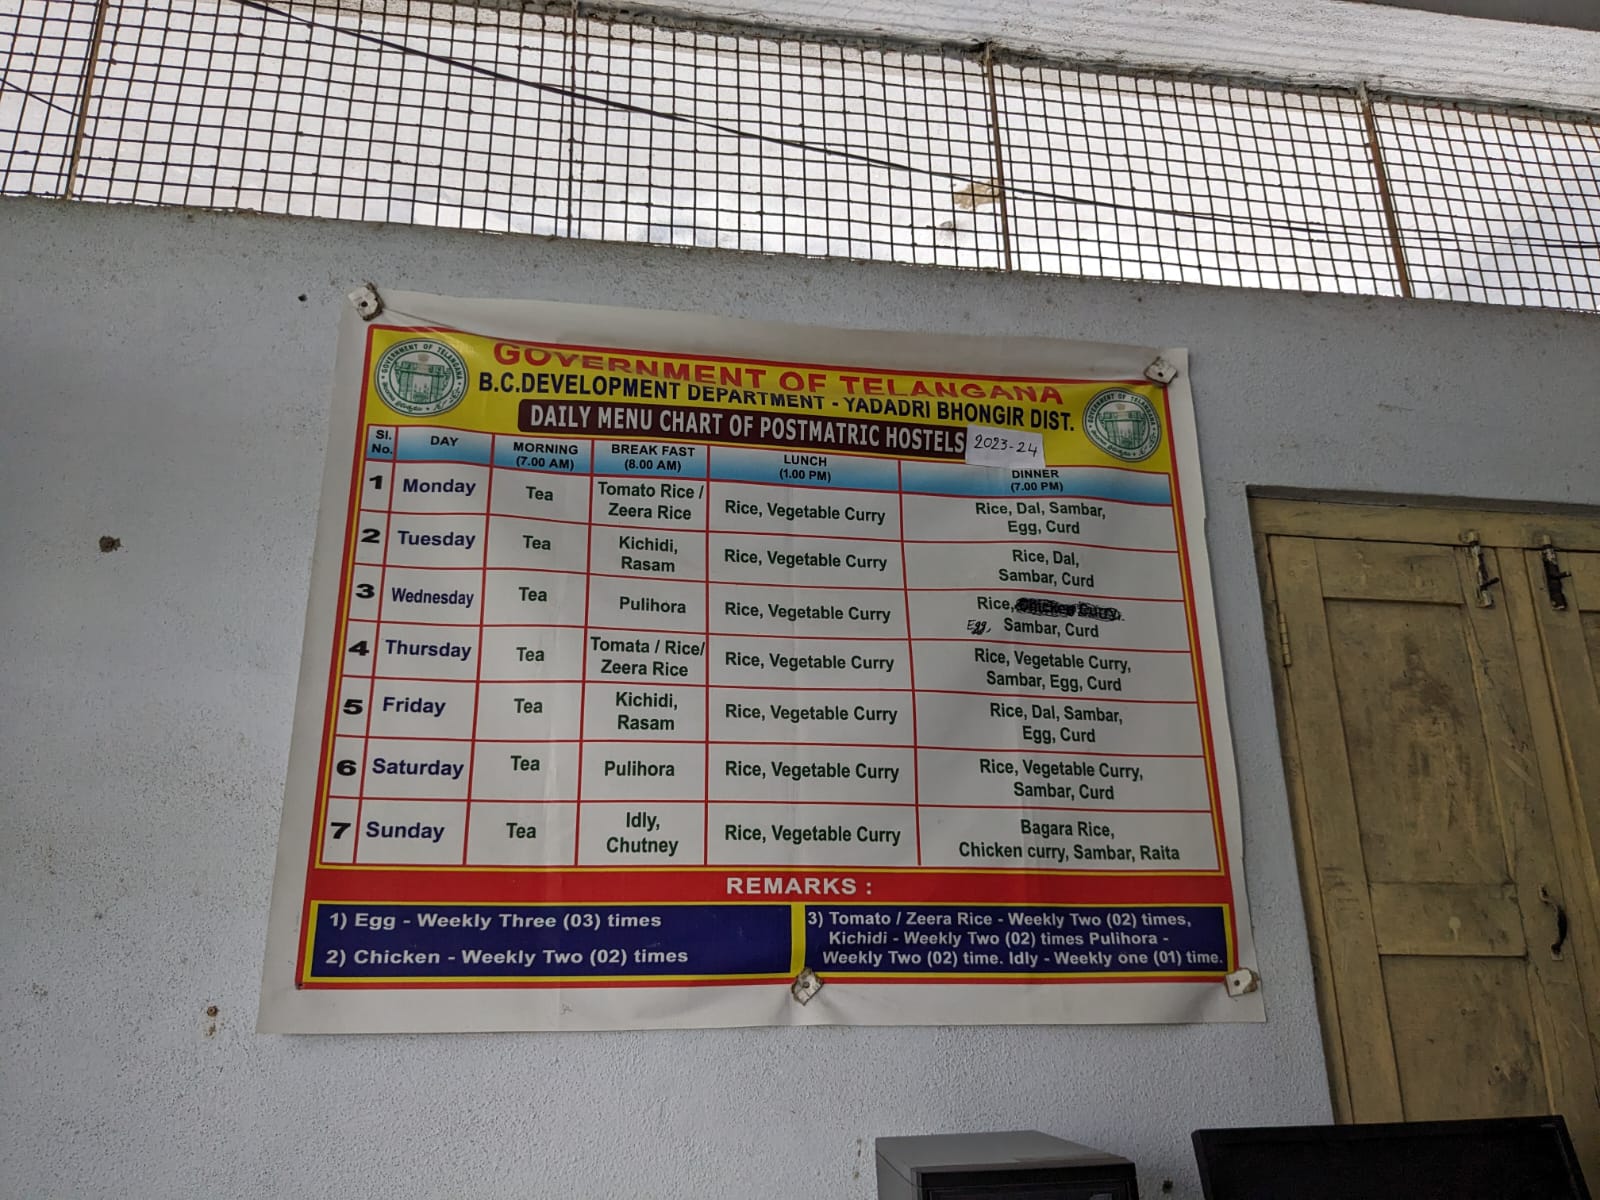 GOVERNMENT OF TELANGANA
B.C.DEVELOPMENT DEPARTMENT - YADADRI BHONGIR DIST.
DAILY MENU CHART OF POSTMATRIC HOSTELS 2023-24
GOVERNMENT OF TELANGANA
Sl. No. DAY MORNING (7.00 AM) BREAK FAST (8.00 AM) LUNCH (1.00 PM) DINNER (7.00 PM)
1 Monday Tea Tomato Rice / Zeera Rice Rice, Vegetable Curry Rice, Dal, Sambar, Egg, Curd
2 Tuesday Tea Kichidi, Rasam Rice, Vegetable Curry Rice, Dal, Sambar, Curd
3 Wednesday Tea Pulihora Rice, Vegetable Curry Rice, Egg, Sambar, Curd
4 Thursday Tea Tomata / Rice/ Zeera Rice Rice, Vegetable Curry Rice, Vegetable Curry, Sambar, Egg, Curd
5 Friday Tea Kichidi, Rasam Rice, Vegetable Curry Rice, Dal, Sambar, Egg, Curd
6 Saturday Tea Pulihora Rice, Vegetable Curry Rice, Vegetable Curry, Sambar, Curd
7 Sunday Tea Idly, Chutney Rice, Vegetable Curry Bagara Rice, Chicken curry, Sambar, Raita
REMARKS :
1) Egg - Weekly Three (03) times
2) Chicken - Weekly Two (02) times
3) Tomato / Zeera Rice - Weekly Two (02) times,
Kichidi - Weekly Two (02) times Pulihora -
Weekly Two (02) time. Idly - Weekly one (01) time.